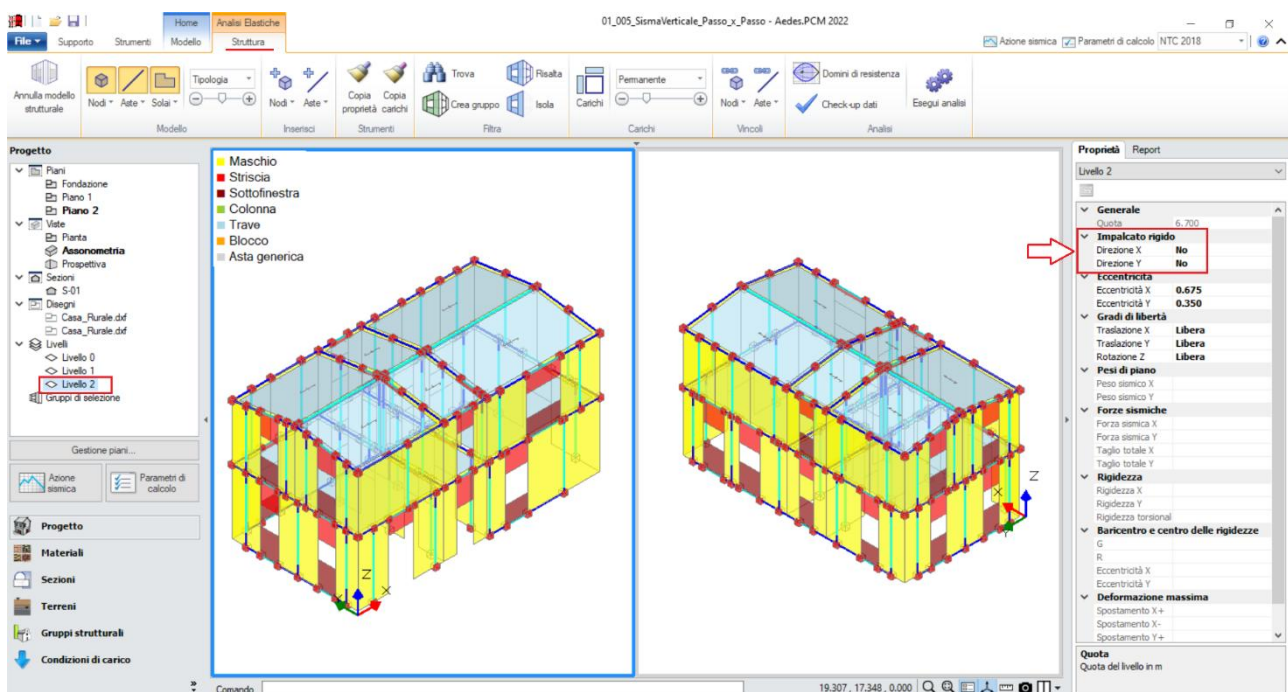 Home
Analisi Elastiche
01_005_SismaVerticale_Passo_x_Passo - Aedes.PCM 2022
File
Supporto
Strumenti
Modello
Struttura
Azione sismica
Parametri di calcolo
NTC 2018
Annulla modello
strutturale
Nodi
Aste
Solai
Tipologia
Modello
Nodi
Aste
Inserisci
Copia
proprietà
Copia
carichi
Strumenti
Trova
Risalta
Crea gruppo
Isola
Filtra
Carichi
Permanente
Carichi
Nodi
Aste
Vincoli
Domini di resistenza
Check-up dati
Esegui analisi
Analisi
Progetto
Piani
Fondazione
Piano 1
Piano 2
Viste
Pianta
Assonometria
Prospettiva
Sezioni
S-01
Disegni
Casa_Rurale.dxf
Casa_Rurale.dxf
Livelli
Livello 0
Livello 1
Livello 2
Gruppi di selezione
Gestione piani...
Azione
sismica
Parametri di
calcolo
Progetto
Materiali
Sezioni
Terreni
Gruppi strutturali
Condizioni di carico
Maschio
Striscia
Sottofinestra
Colonna
Trave
Blocco
Asta generica
Z
X
Z
X
Y
Comando
19.307 , 17.348 , 0.000
Proprietà
Report
Livello 2
Generale
Quota 6.700
Impalcato rigido
Direzione X No
Direzione Y No
Eccentricità
Eccentricità X 0.675
Eccentricità Y 0.350
Gradi di libertà
Traslazione X Libera
Traslazione Y Libera
Rotazione Z Libera
Pesi di piano
Peso sismico X
Peso sismico Y
Forze sismiche
Forza sismica X
Forza sismica Y
Taglio totale X
Taglio totale Y
Rigidezza
Rigidezza X
Rigidezza Y
Rigidezza torsional
Baricentro e centro delle rigidezze
G
R
Eccentricità X
Eccentricità Y
Deformazione massima
Spostamento X+
Spostamento X-
Spostamento Y+
Quota
Quota del livello in m